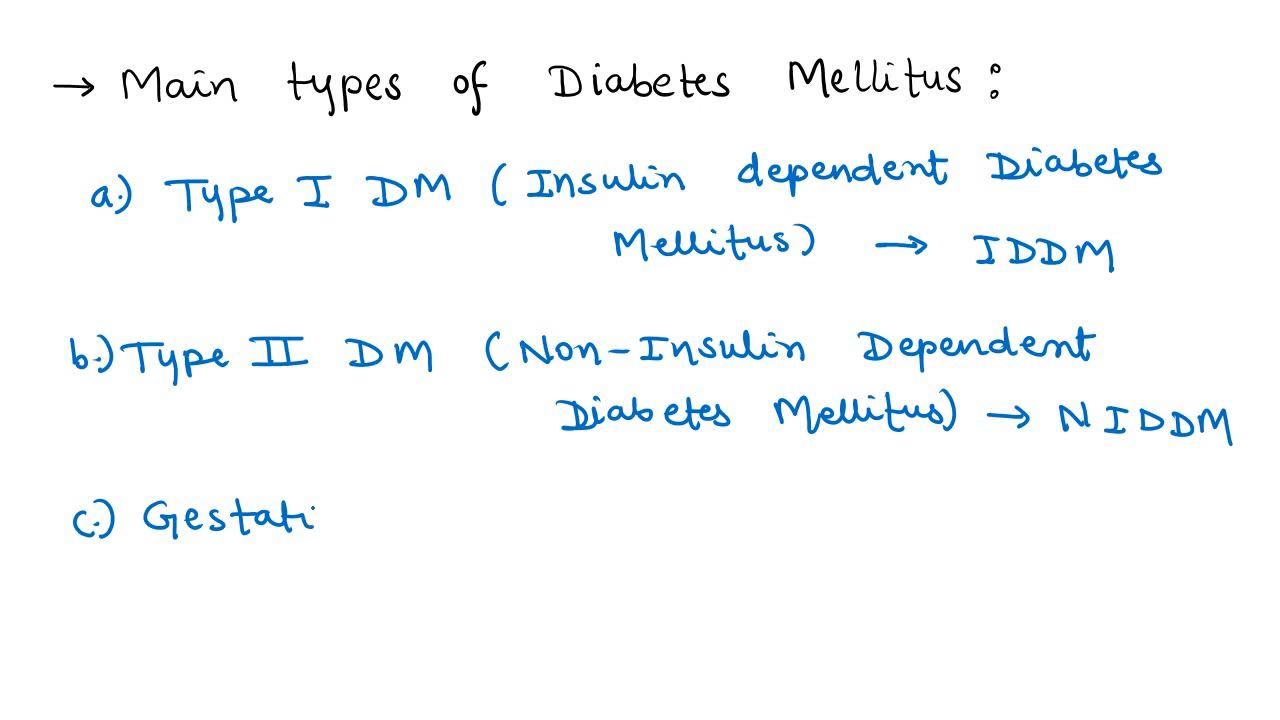 → Main types of Diabetes Mellitus :
a.) Type I DM ( Insulin dependent Diabetes
Mellitus) → IDDM
b.) Type II DM ( Non-Insulin Dependent
Diabetes Mellitus) → NIDDM
c.) Gestati